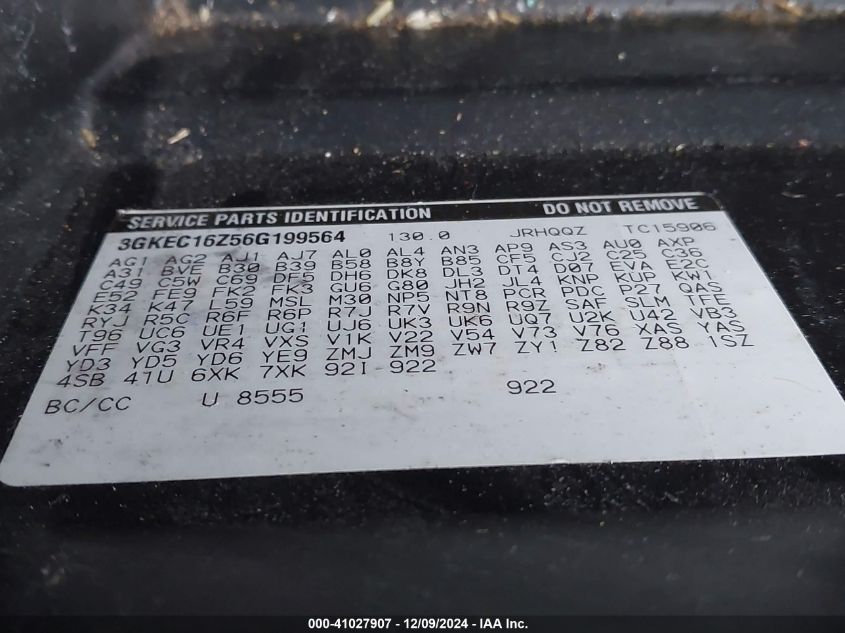 SERVICE PARTS IDENTIFICATION DO NOT REMOVE
3GKEC16Z56G199564 130.0 JRHQQZ TC15906
AG1 AG2 AJ1 AJ7 AL0 AL4 AN3 AP9 AS3 AU0 AXP
A31 BVE B30 B39 B58 B8Y B85 CF5 CJ2 C25 C36
C49 C5W C69 DF5 DH6 DK8 DL3 DT4 D07 EVA E2C
E52 FE9 FK2 FK3 GU6 G80 JH2 JL4 KNP KUP KW1
K34 K47 L59 MSL M30 NP5 NT8 PCR PDC P27 QAS
RYJ R5C R6F R6P R7J R7V R9N R9Z SAF SLM TFE
T96 UC6 UE1 UG1 UJ6 UK3 UK6 UQ7 U2K U42 VB3
VFF VG3 VR4 VXS V1K V22 V54 V73 V76 XAS YAS
YD3 YD5 YD6 YE9 ZMJ ZM9 ZW7 ZY1 Z82 Z88 1SZ
4SB 41U 6XK 7XK 92I 922
BC/CC U 8555 922
000-41027907 - 12/09/2024 - IAA Inc.